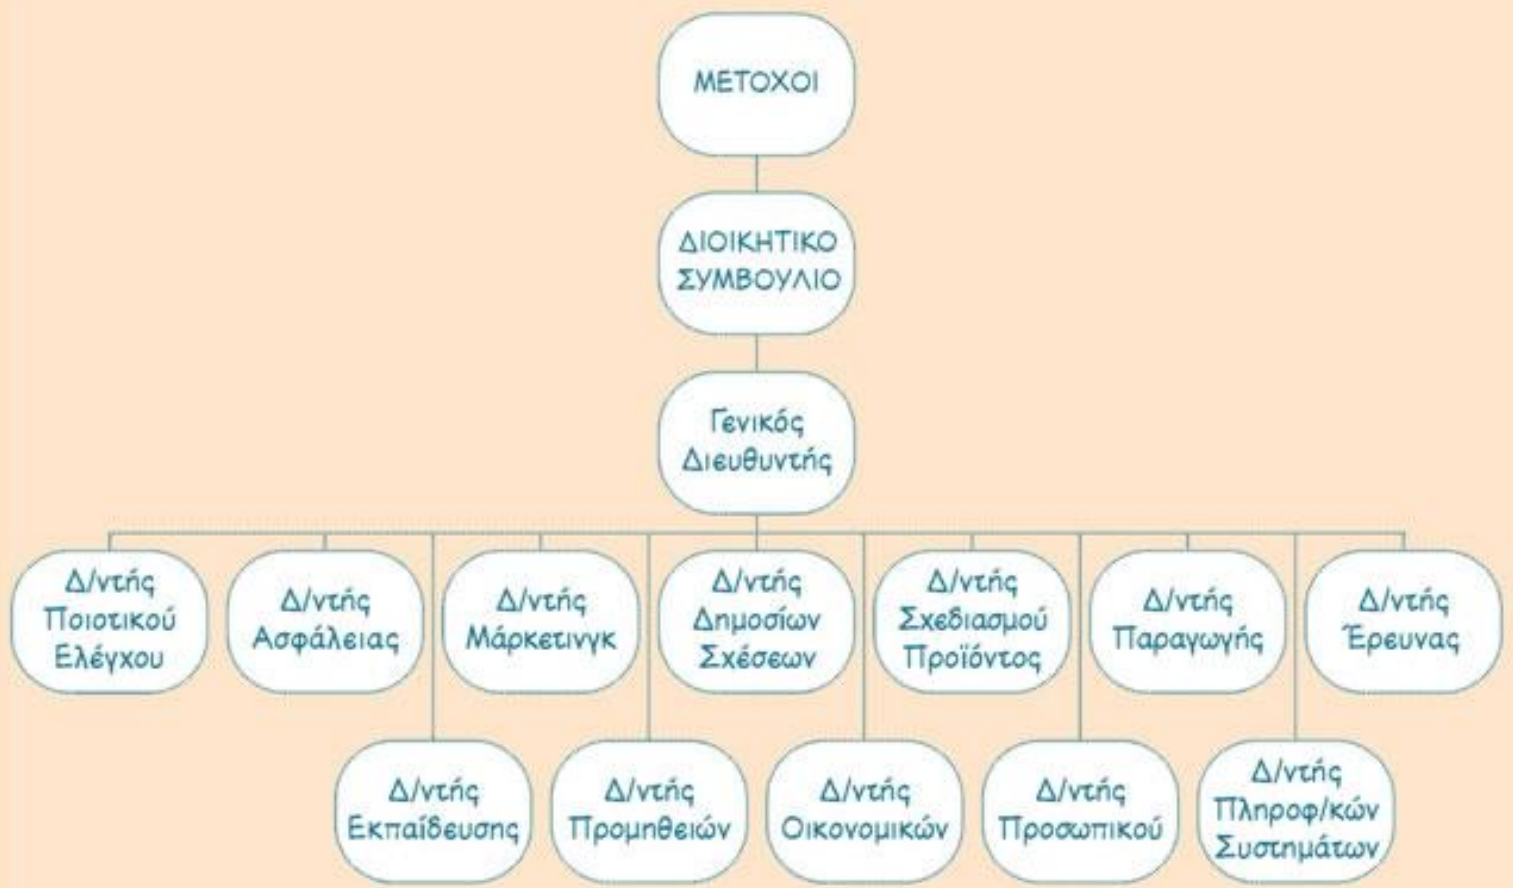 ΜΕΤΟΧΟΙ
ΔΙΟΙΚΗΤΙΚΟ
ΣΥΜΒΟΥΛΙΟ
Γενικός
Διευθυντής
Δ/ντής
Ποιοτικού
Ελέγχου
Δ/ντής
Ασφάλειας
Δ/ντής
Μάρκετινγκ
Δ/ντής
Δημοσίων
Σχέσεων
Δ/ντής
Σχεδιασμού
Προϊόντος
Δ/ντής
Παραγωγής
Δ/ντής
Έρευνας
Δ/ντής
Εκπαίδευσης
Δ/ντής
Προμηθειών
Δ/ντής
Οικονομικών
Δ/ντής
Προσωπικού
Δ/ντής
Πληροφ/κών
Συστημάτων